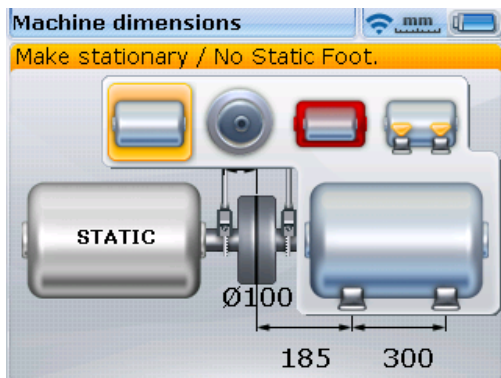 Machine dimensions
mm
Make stationary / No Static Foot.
STATIC
Ø100
185
300